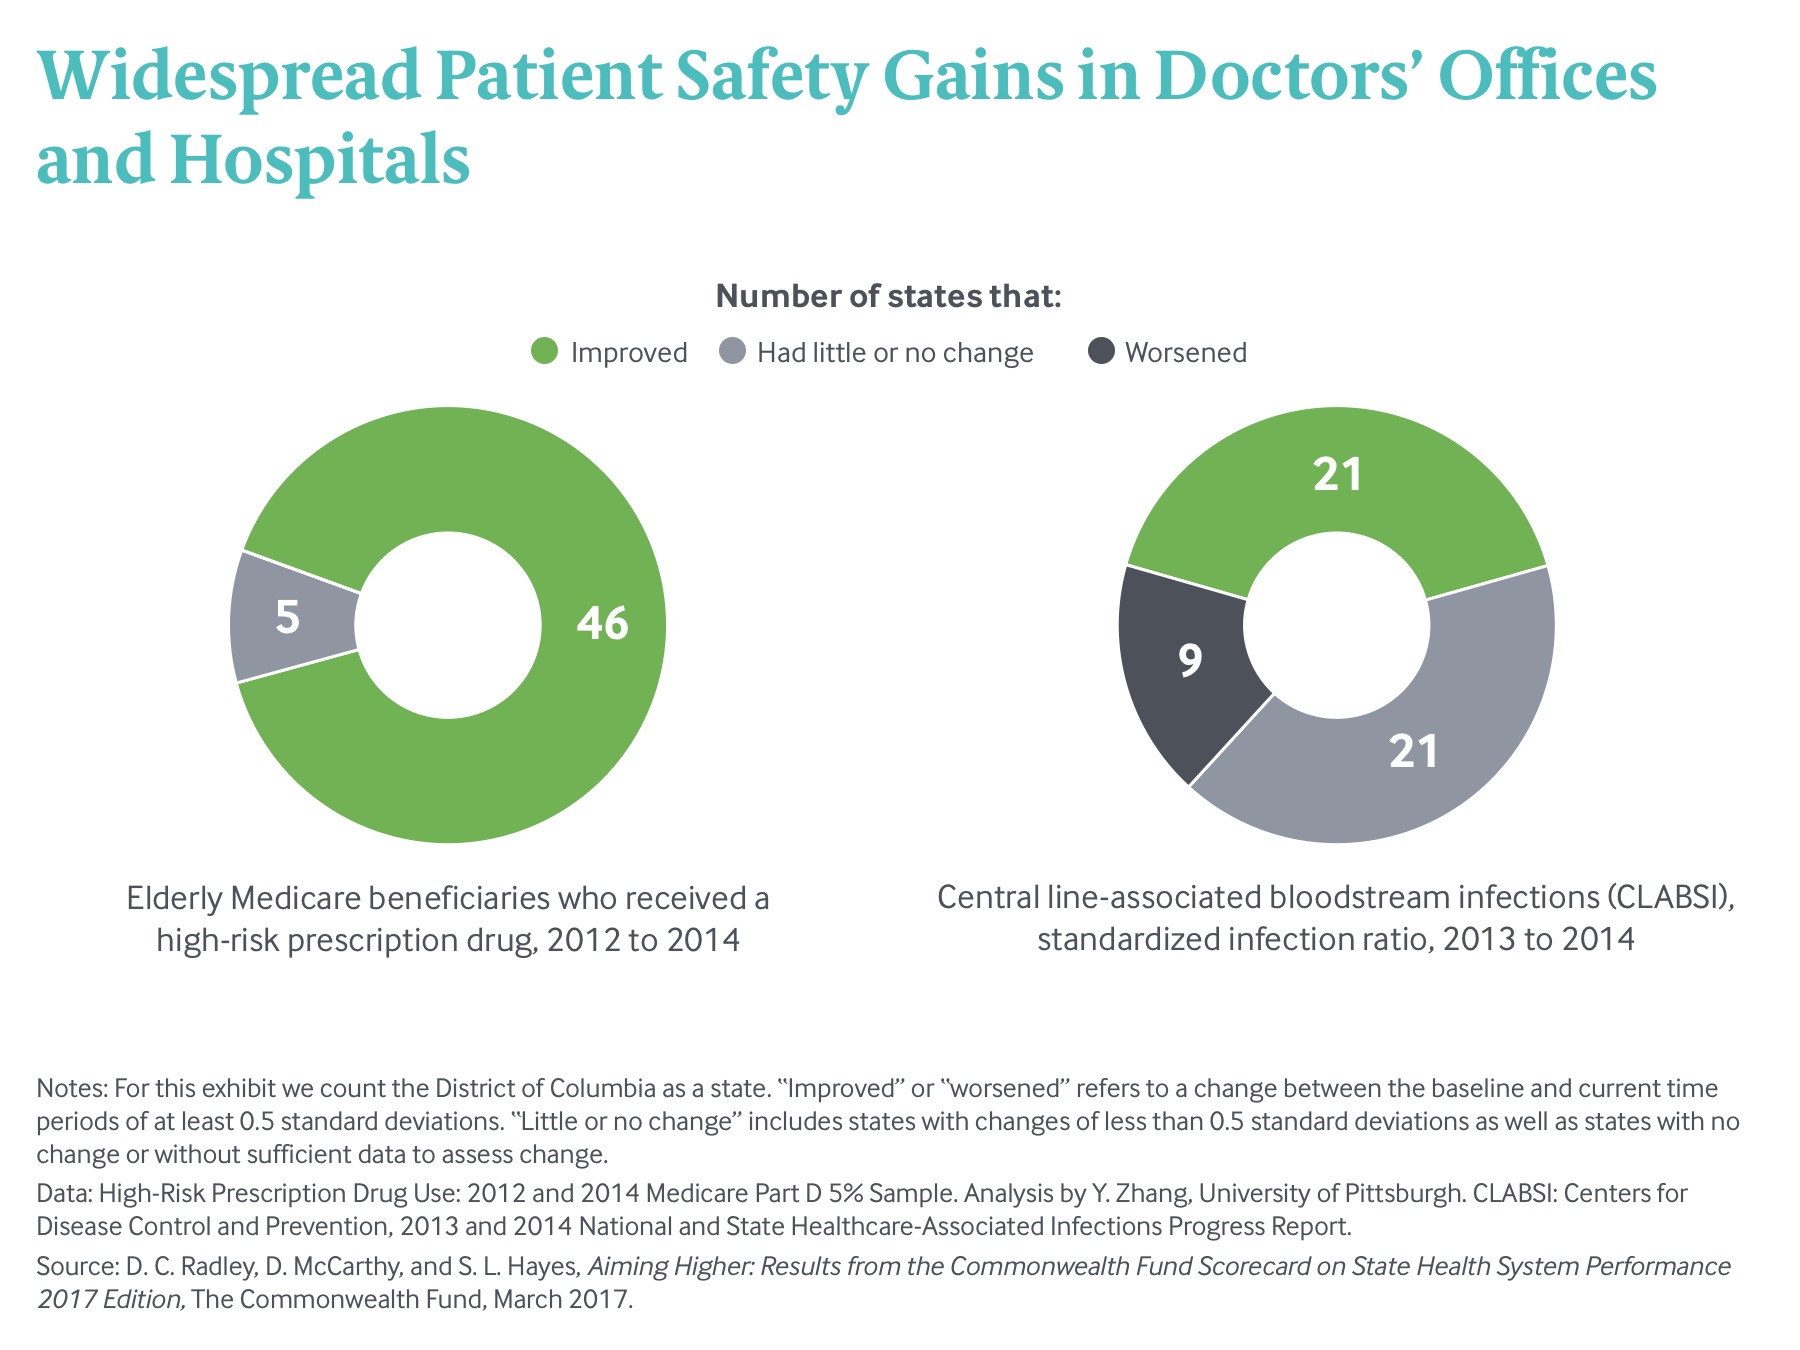 Widespread Patient Safety Gains in Doctors’ Offices
and Hospitals
Number of states that:
Improved
Had little or no change
Worsened
46
5
21
21
9
Elderly Medicare beneficiaries who received a
high-risk prescription drug, 2012 to 2014
Central line-associated bloodstream infections (CLABSI),
standardized infection ratio, 2013 to 2014
Notes: For this exhibit we count the District of Columbia as a state. “Improved” or “worsened” refers to a change between the baseline and current time
periods of at least 0.5 standard deviations. “Little or no change” includes states with changes of less than 0.5 standard deviations as well as states with no
change or without sufficient data to assess change.
Data: High-Risk Prescription Drug Use: 2012 and 2014 Medicare Part D 5% Sample. Analysis by Y. Zhang, University of Pittsburgh. CLABSI: Centers for
Disease Control and Prevention, 2013 and 2014 National and State Healthcare-Associated Infections Progress Report.
Source: D. C. Radley, D. McCarthy, and S. L. Hayes, Aiming Higher: Results from the Commonwealth Fund Scorecard on State Health System Performance
2017 Edition, The Commonwealth Fund, March 2017.